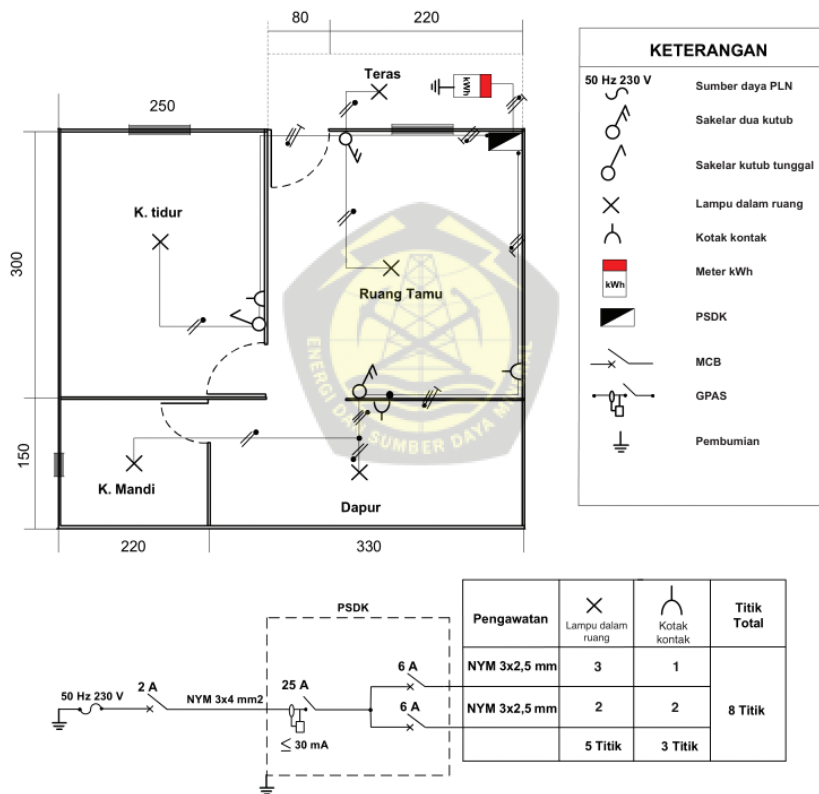 80
220
Teras
kWh
250
K. tidur
300
Ruang Tamu
ENERGI DAN SUMBER DAYA MINERAL
150
K. Mandi
Dapur
220
330
KETERANGAN
50 Hz 230 V
Sumber daya PLN
Sakelar dua kutub
Sakelar kutub tunggal
Lampu dalam ruang
Kotak kontak
kWh
Meter kWh
PSDK
MCB
GPAS
Pembumian
PSDK
50 Hz 230 V
2 A
NYM 3x4 mm2
25 A
≤ 30 mA
6 A
6 A
Pengawatan
Lampu dalam
ruang
Kotak
kontak
Titik
Total
NYM 3x2,5 mm
3
1
NYM 3x2,5 mm
2
2
8 Titik
5 Titik
3 Titik